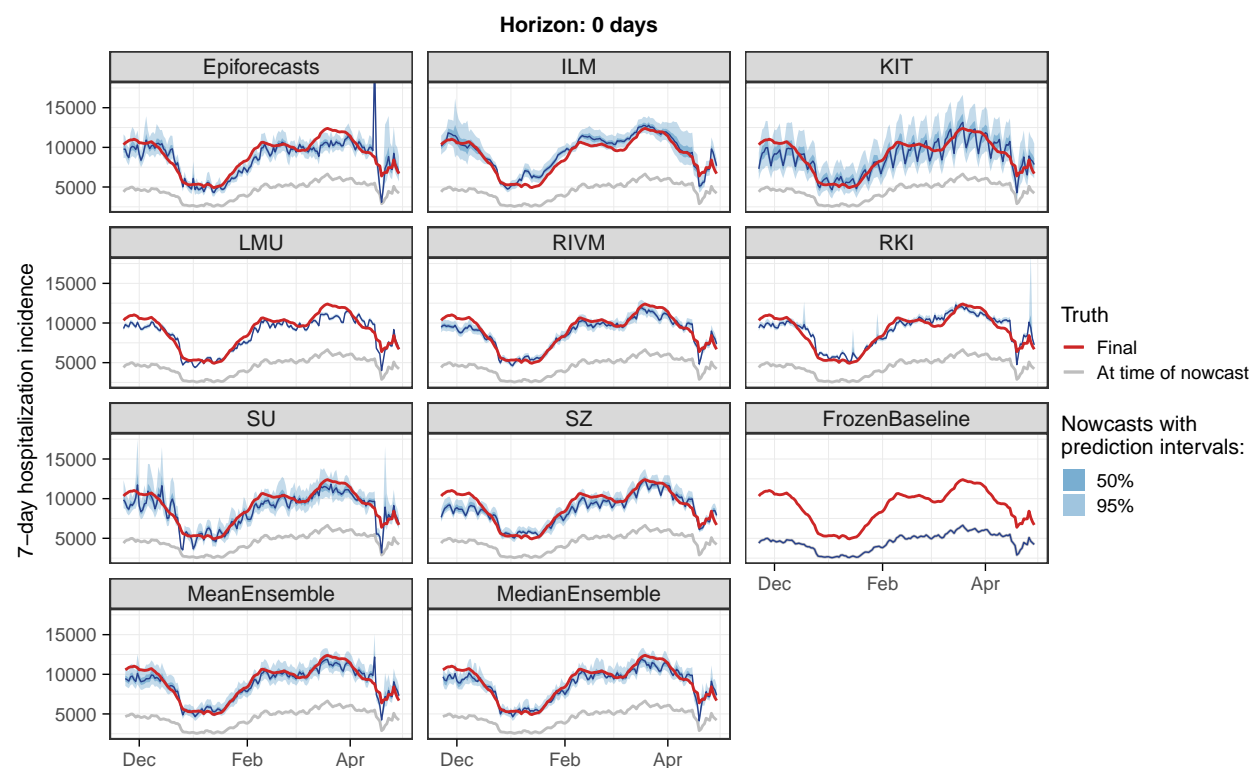 Horizon: 0 days
Epiforecasts
ILM
KIT
15000
10000
5000
LMU
RIVM
RKI
15000
10000
5000
SU
SZ
FrozenBaseline
15000
10000
5000
Dec
Feb
Apr
MeanEnsemble
MedianEnsemble
15000
10000
5000
Dec
Feb
Apr
Dec
Feb
Apr
7−day hospitalization incidence
Truth
Final
At time of nowcast
Nowcasts with
prediction intervals:
50%
95%